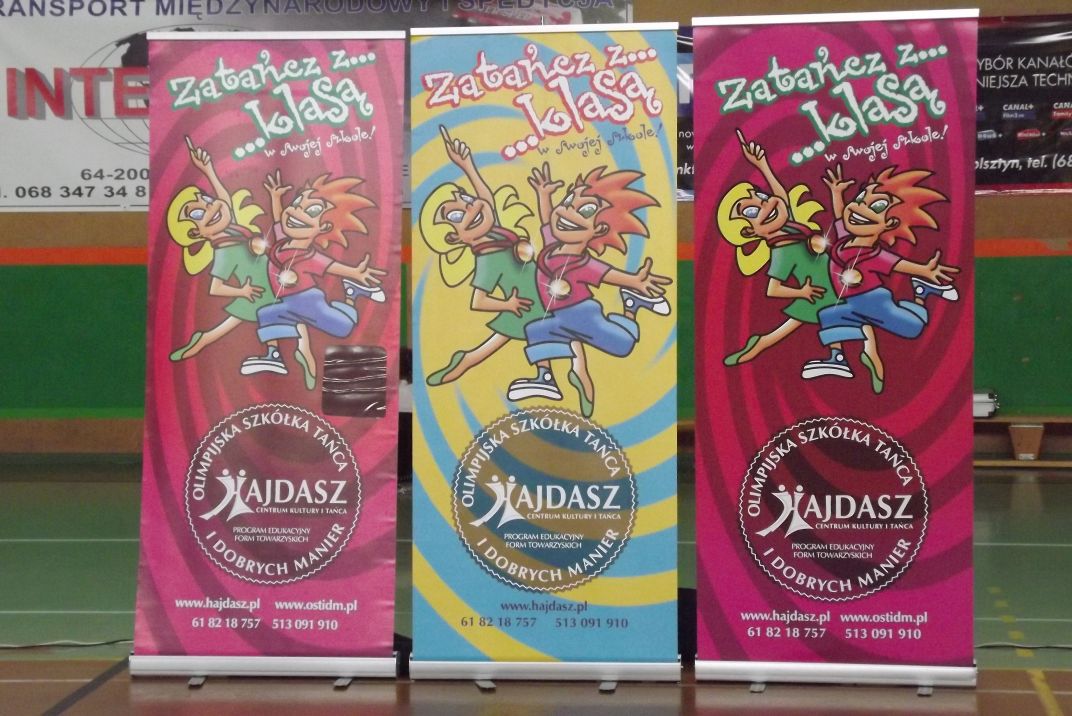 TRANSPORT MIĘDZYNARODOWY I SPEDYCJA
INTE
64-200
068 347 34 8
YBÓR KANAŁÓ
NIEJSZA TECHN
CANAL+
CANAL+
CANAL+
lsztyn, tel. (68
Zatańcz z...
...klasą
w swojej szkole!
OLIMPIJSKA SZKÓŁKA TAŃCA
HAJDASZ
CENTRUM KULTURY I TAŃCA
PROGRAM EDUKACYJNY
FORM TOWARZYSKICH
I DOBRYCH MANIER
www.hajdasz.pl www.ostidm.pl
61 82 18 757 513 091 910
Zatańcz z...
...klasą
w swojej szkole!
OLIMPIJSKA SZKÓŁKA TAŃCA
HAJDASZ
CENTRUM KULTURY I TAŃCA
PROGRAM EDUKACYJNY
FORM TOWARZYSKICH
I DOBRYCH MANIER
www.hajdasz.pl
61 82 18 757 513 091 910
Zatańcz z...
...klasą
w swojej szkole!
OLIMPIJSKA SZKÓŁKA TAŃCA
HAJDASZ
CENTRUM KULTURY I TAŃCA
PROGRAM EDUKACYJNY
FORM TOWARZYSKICH
I DOBRYCH MANIER
www.hajdasz.pl www.ostidm.pl
61 82 18 757 513 091 910